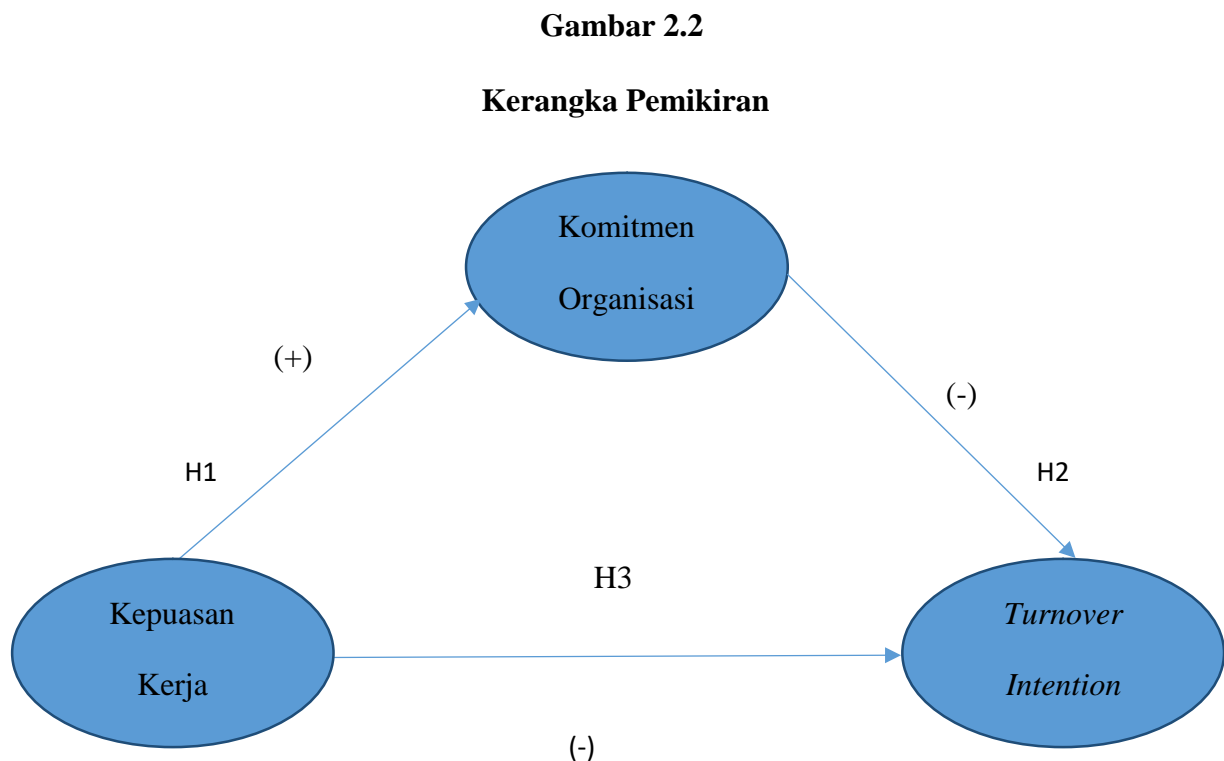 Gambar 2.2
Kerangka Pemikiran
Komitmen
Organisasi
(+)
(-)
H1
H2
H3
Kepuasan
Kerja
Turnover
Intention
(-)